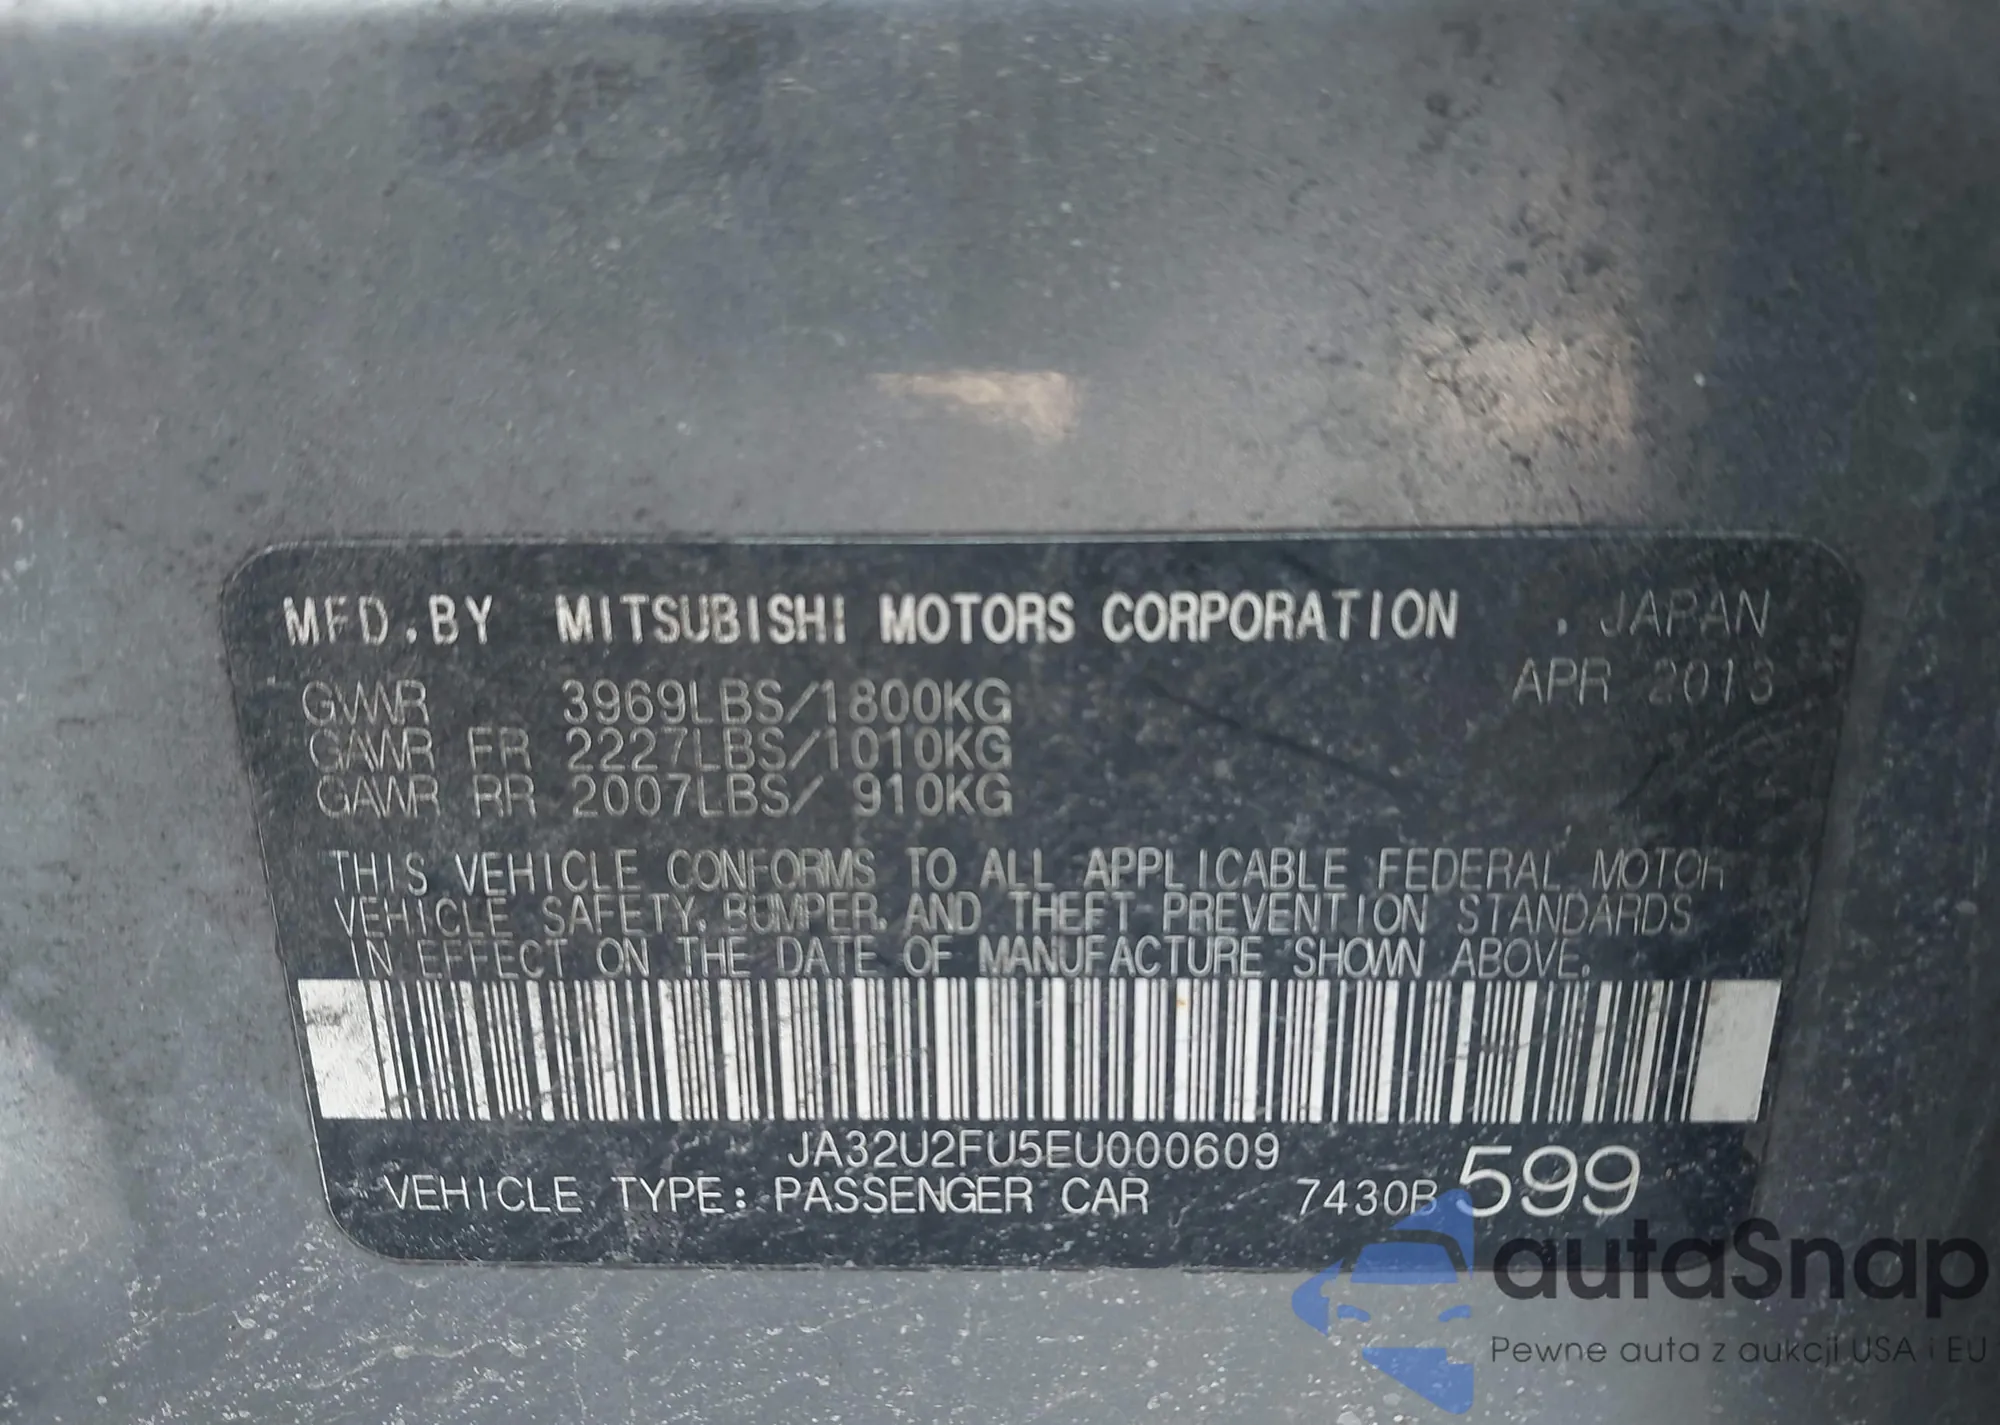 MFD.BY MITSUBISHI MOTORS CORPORATION . JAPAN
APR 2013
GVWR 3969LBS/1800KG
GAWR FR 2227LBS/1010KG
GAWR RR 2007LBS/ 910KG
THIS VEHICLE CONFORMS TO ALL APPLICABLE FEDERAL MOTOR
VEHICLE SAFETY, BUMPER, AND THEFT PREVENTION STANDARDS
IN EFFECT ON THE DATE OF MANUFACTURE SHOWN ABOVE.
JA32U2FU5EU000609
VEHICLE TYPE: PASSENGER CAR 7430B 599
autaSnap
Pewne auta z aukcji USA i EU